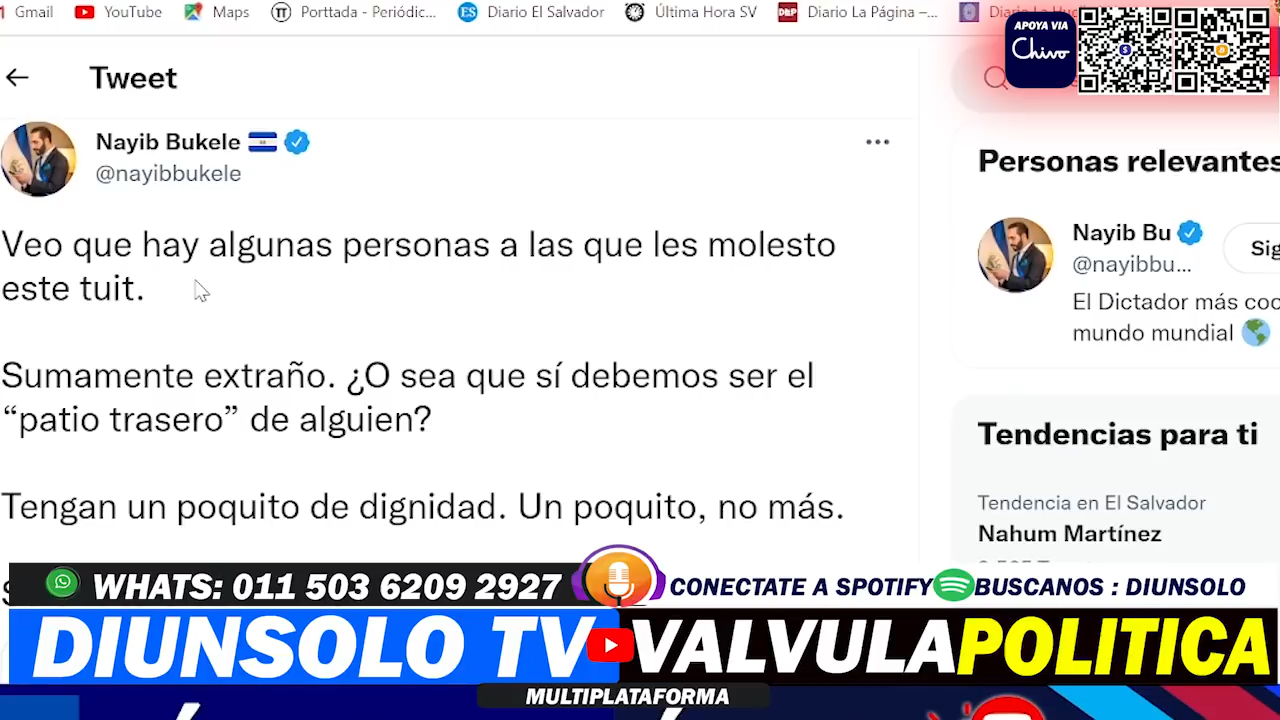 Gmail YouTube Maps Porttada - Periódic... Diario El Salvador Última Hora SV Diario La Página –...
APOYA VIA
Chivo
Tweet
Nayib Bukele
@nayibbukele
Veo que hay algunas personas a las que les molesto
este tuit.
Sumamente extraño. ¿O sea que sí debemos ser el
“patio trasero” de alguien?
Tengan un poquito de dignidad. Un poquito, no más.
Personas relevantes
Nayib Bu
@nayibbu...
Sig
El Dictador más coo
mundo mundial
Tendencias para ti
Tendencia en El Salvador
Nahum Martínez
WHATS: 011 503 6209 2927
CONECTATE A SPOTIFY BUSCANOS : DIUNSOLO
DIUNSOLO TV VALVULA POLITICA
MULTIPLATAFORMA